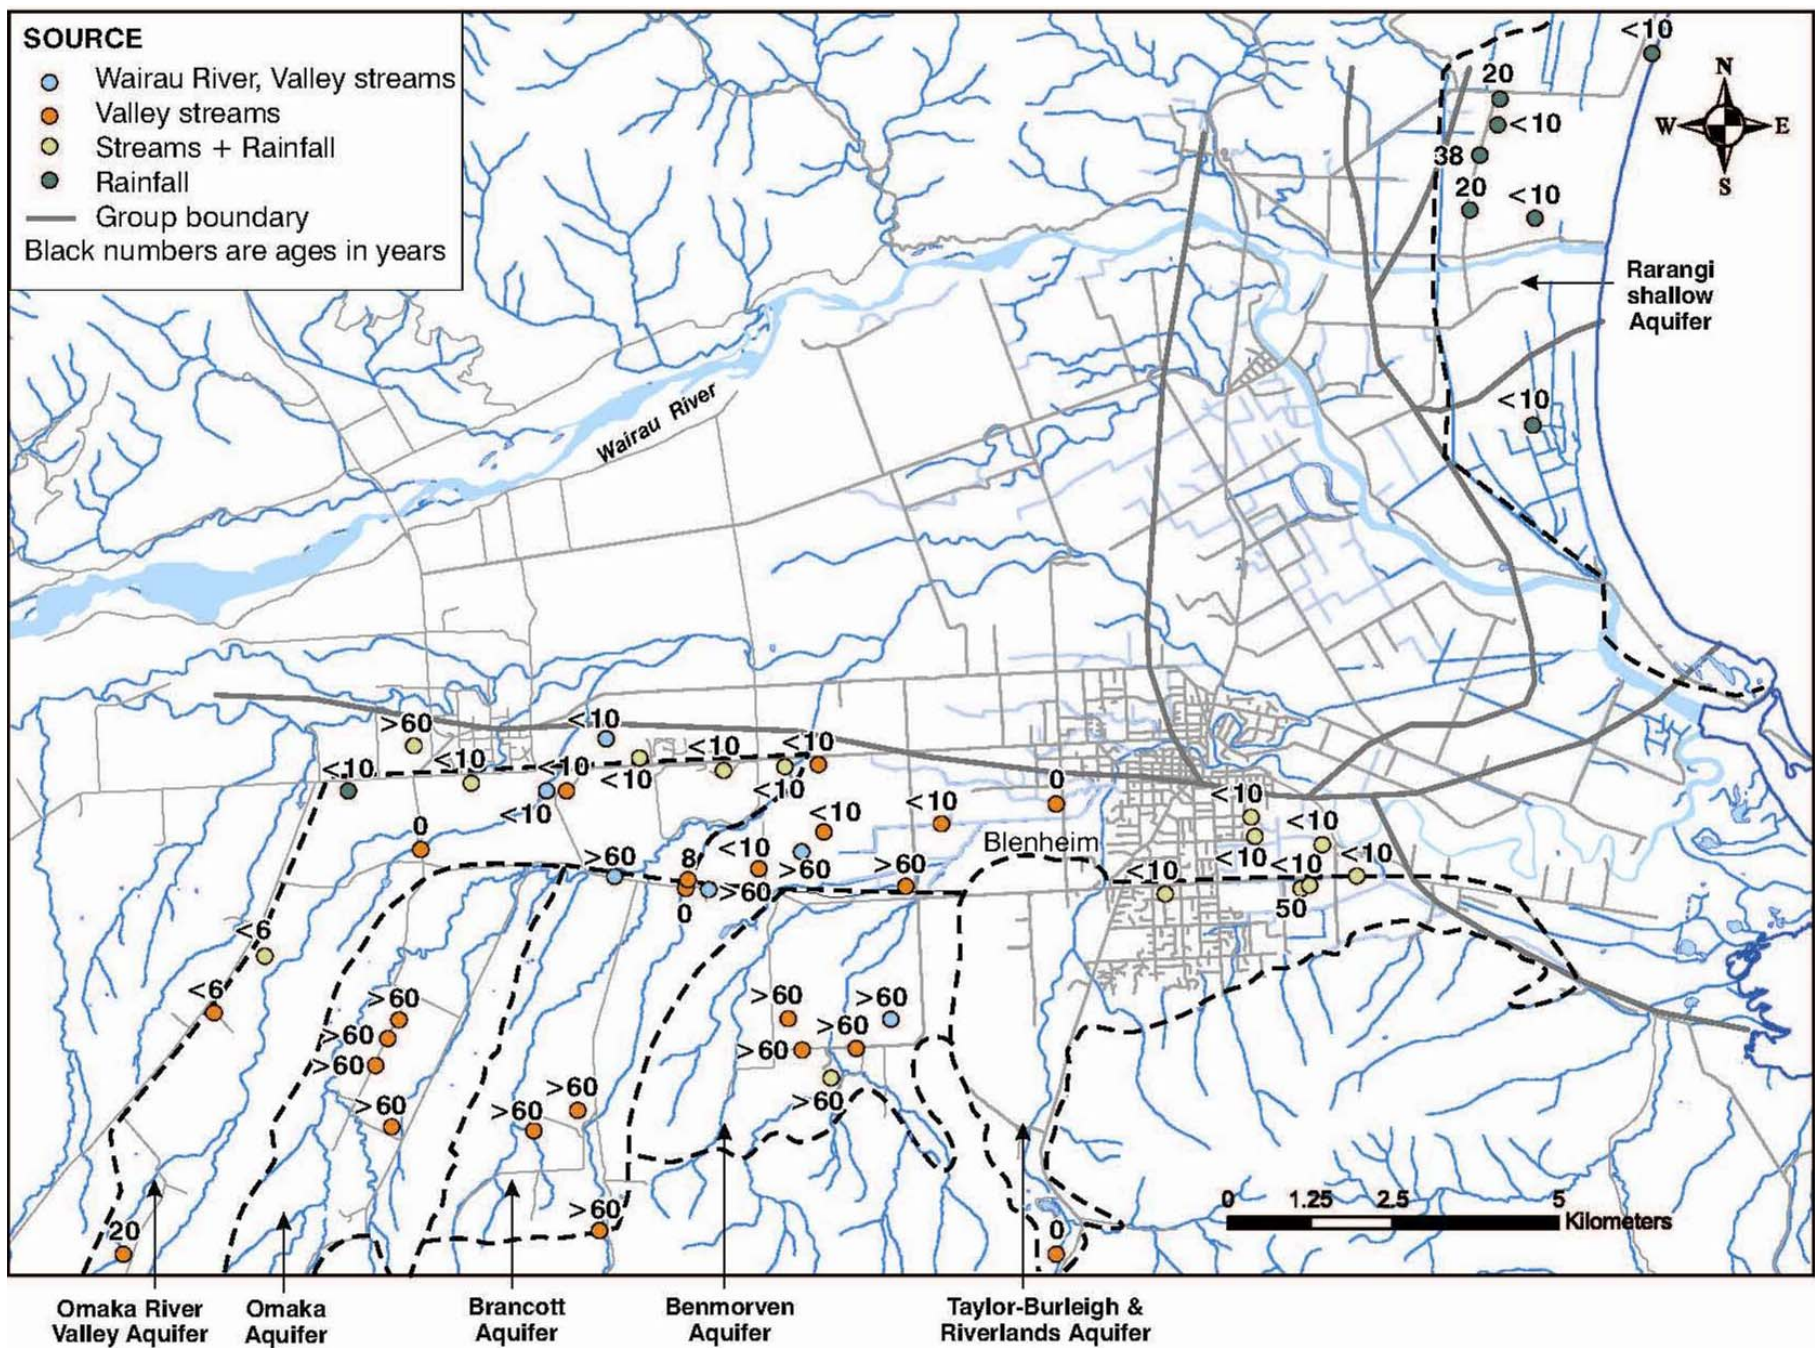 SOURCE
Wairau River, Valley streams
Valley streams
Streams + Rainfall
Rainfall
Group boundary
Black numbers are ages in years
<10
N
W
E
S
20
<10
38
20
<10
Rarangi
shallow
Aquifer
<10
Wairau River
>60
<10
<10
<10
<10
<10
<10
<10
<10
<10
0
0
<10
<10
<10
<10
Blenheim
>60
8
<10
>60
>60
<10
<10
<10
<10
>60
0
50
<6
<6
>60
>60
>60
>60
>60
>60
>60
>60
>60
>60
>60
>60
20
0
0 1.25 2.5 5
Kilometers
Omaka River
Valley Aquifer
Omaka
Aquifer
Brancott
Aquifer
Benmorven
Aquifer
Taylor-Burleigh &
Riverlands Aquifer